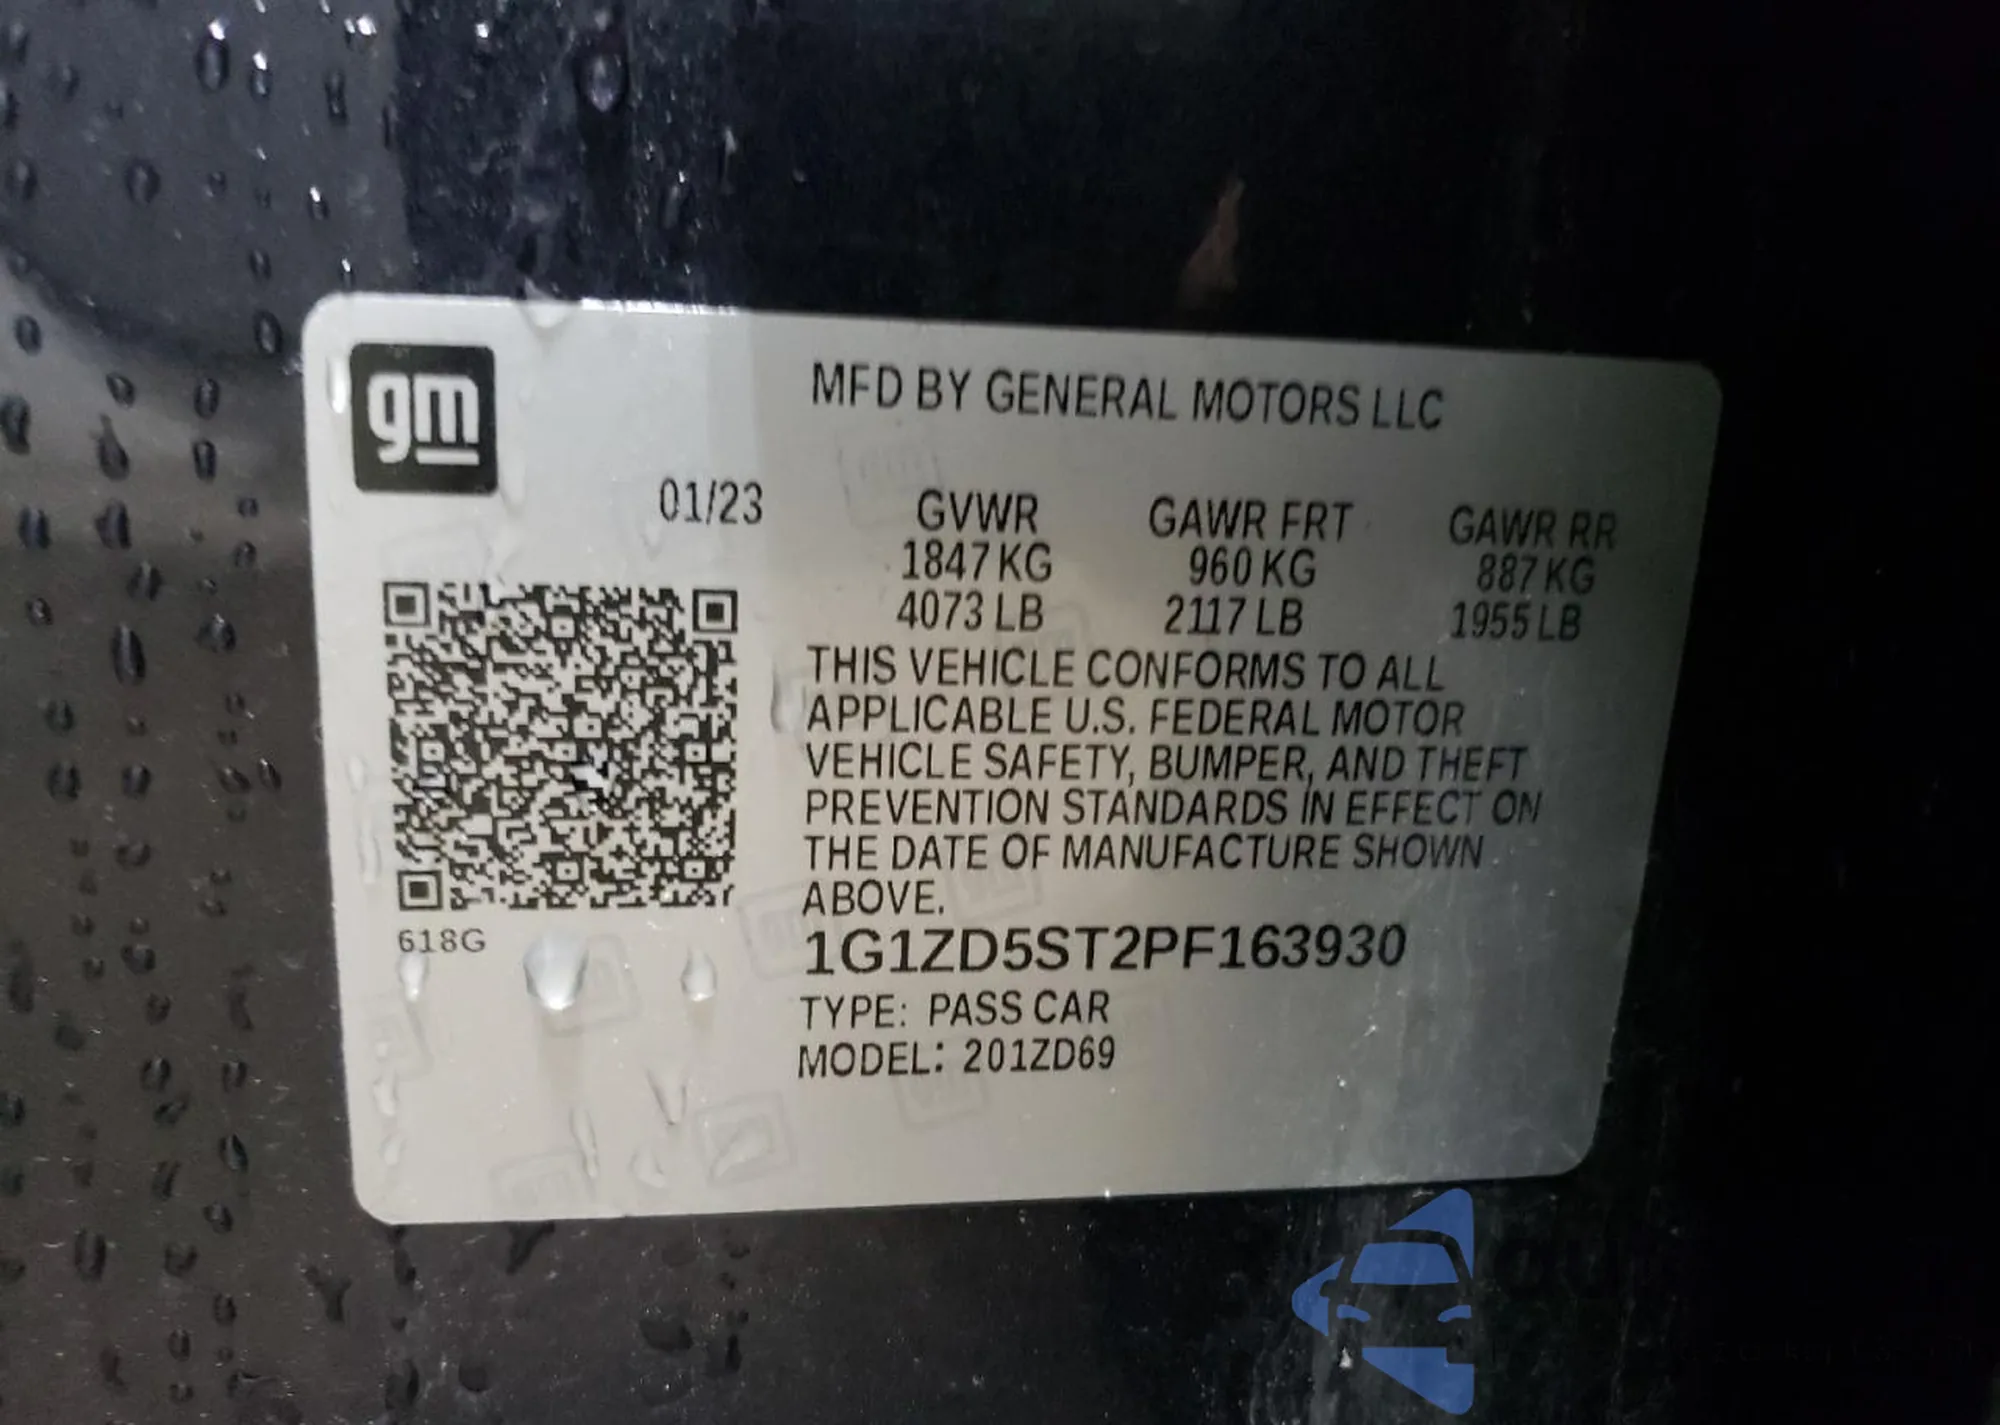 gm
MFD BY GENERAL MOTORS LLC
01/23
GVWR GAWR FRT GAWR RR
1847 KG 960 KG 887 KG
4073 LB 2117 LB 1955 LB
THIS VEHICLE CONFORMS TO ALL
APPLICABLE U.S. FEDERAL MOTOR
VEHICLE SAFETY, BUMPER, AND THEFT
PREVENTION STANDARDS IN EFFECT ON
THE DATE OF MANUFACTURE SHOWN
ABOVE.
618G
1G1ZD5ST2PF163930
TYPE: PASS CAR
MODEL: 201ZD69